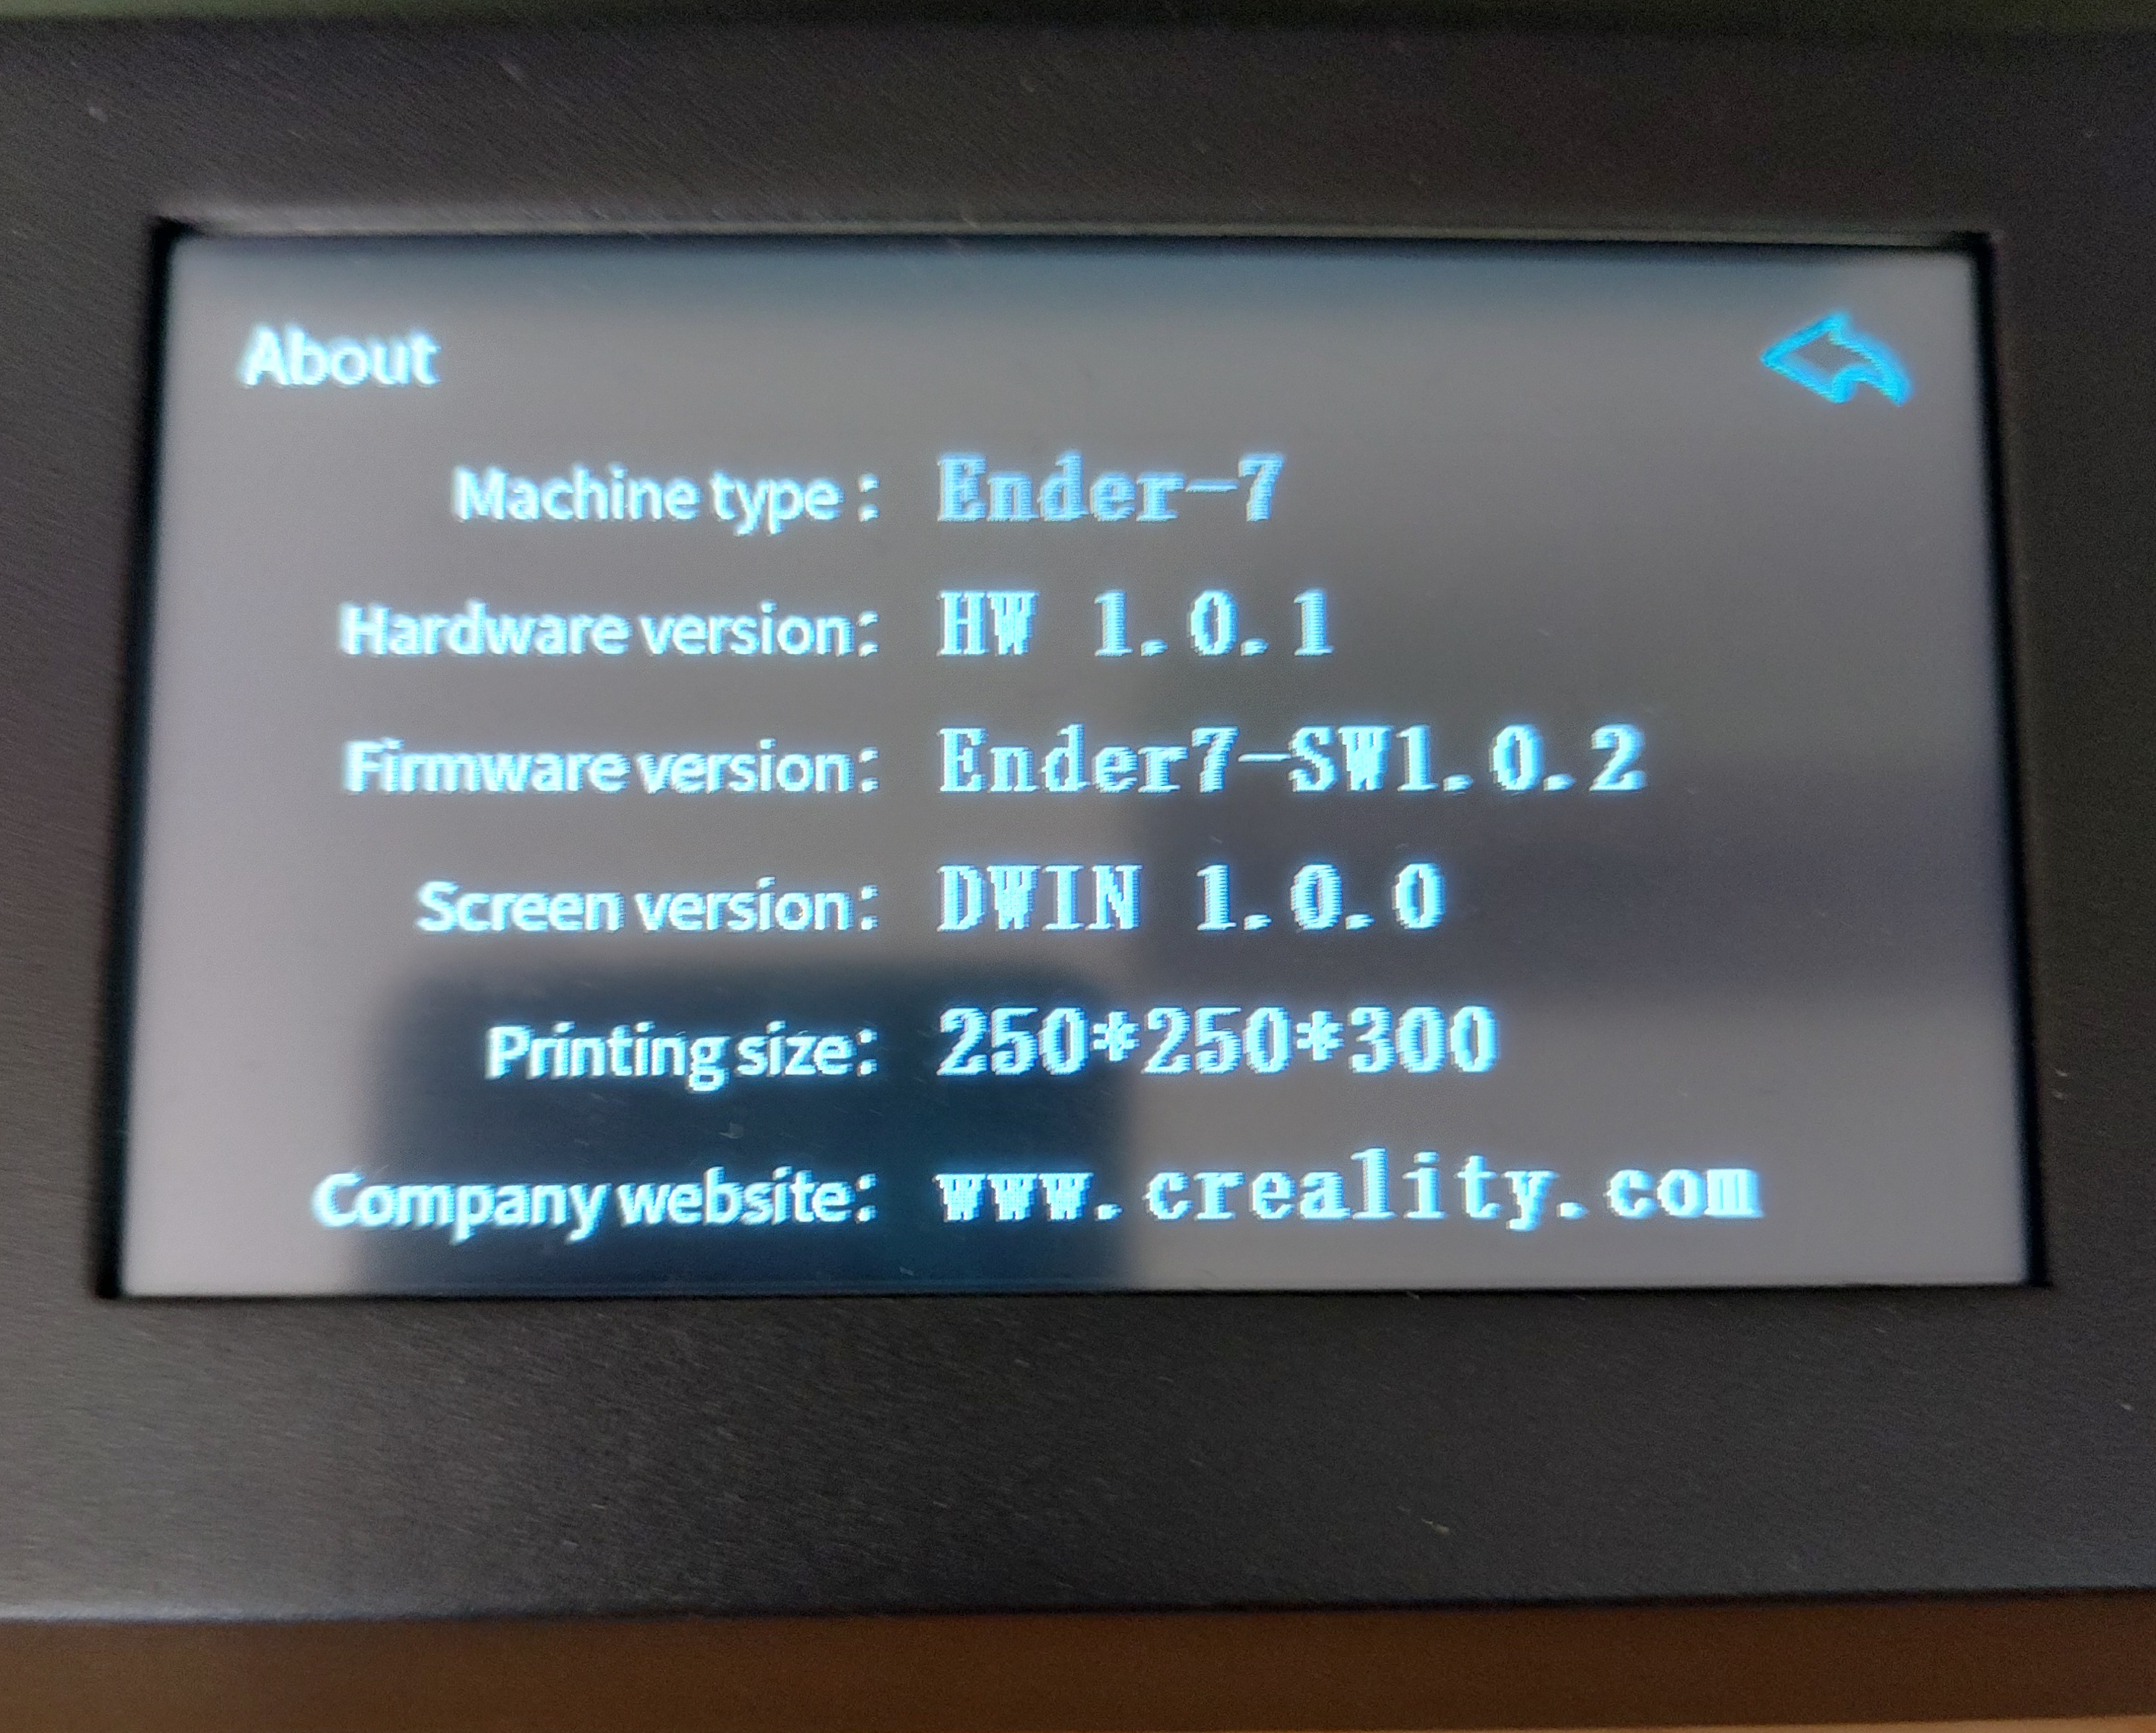 About
Machine type : Ender-7
Hardware version: HW 1.0.1
Firmware version: Ender7-SW1.0.2
Screen version: DWIN 1.0.0
Printing size: 250*250*300
Company website: www.creality.com